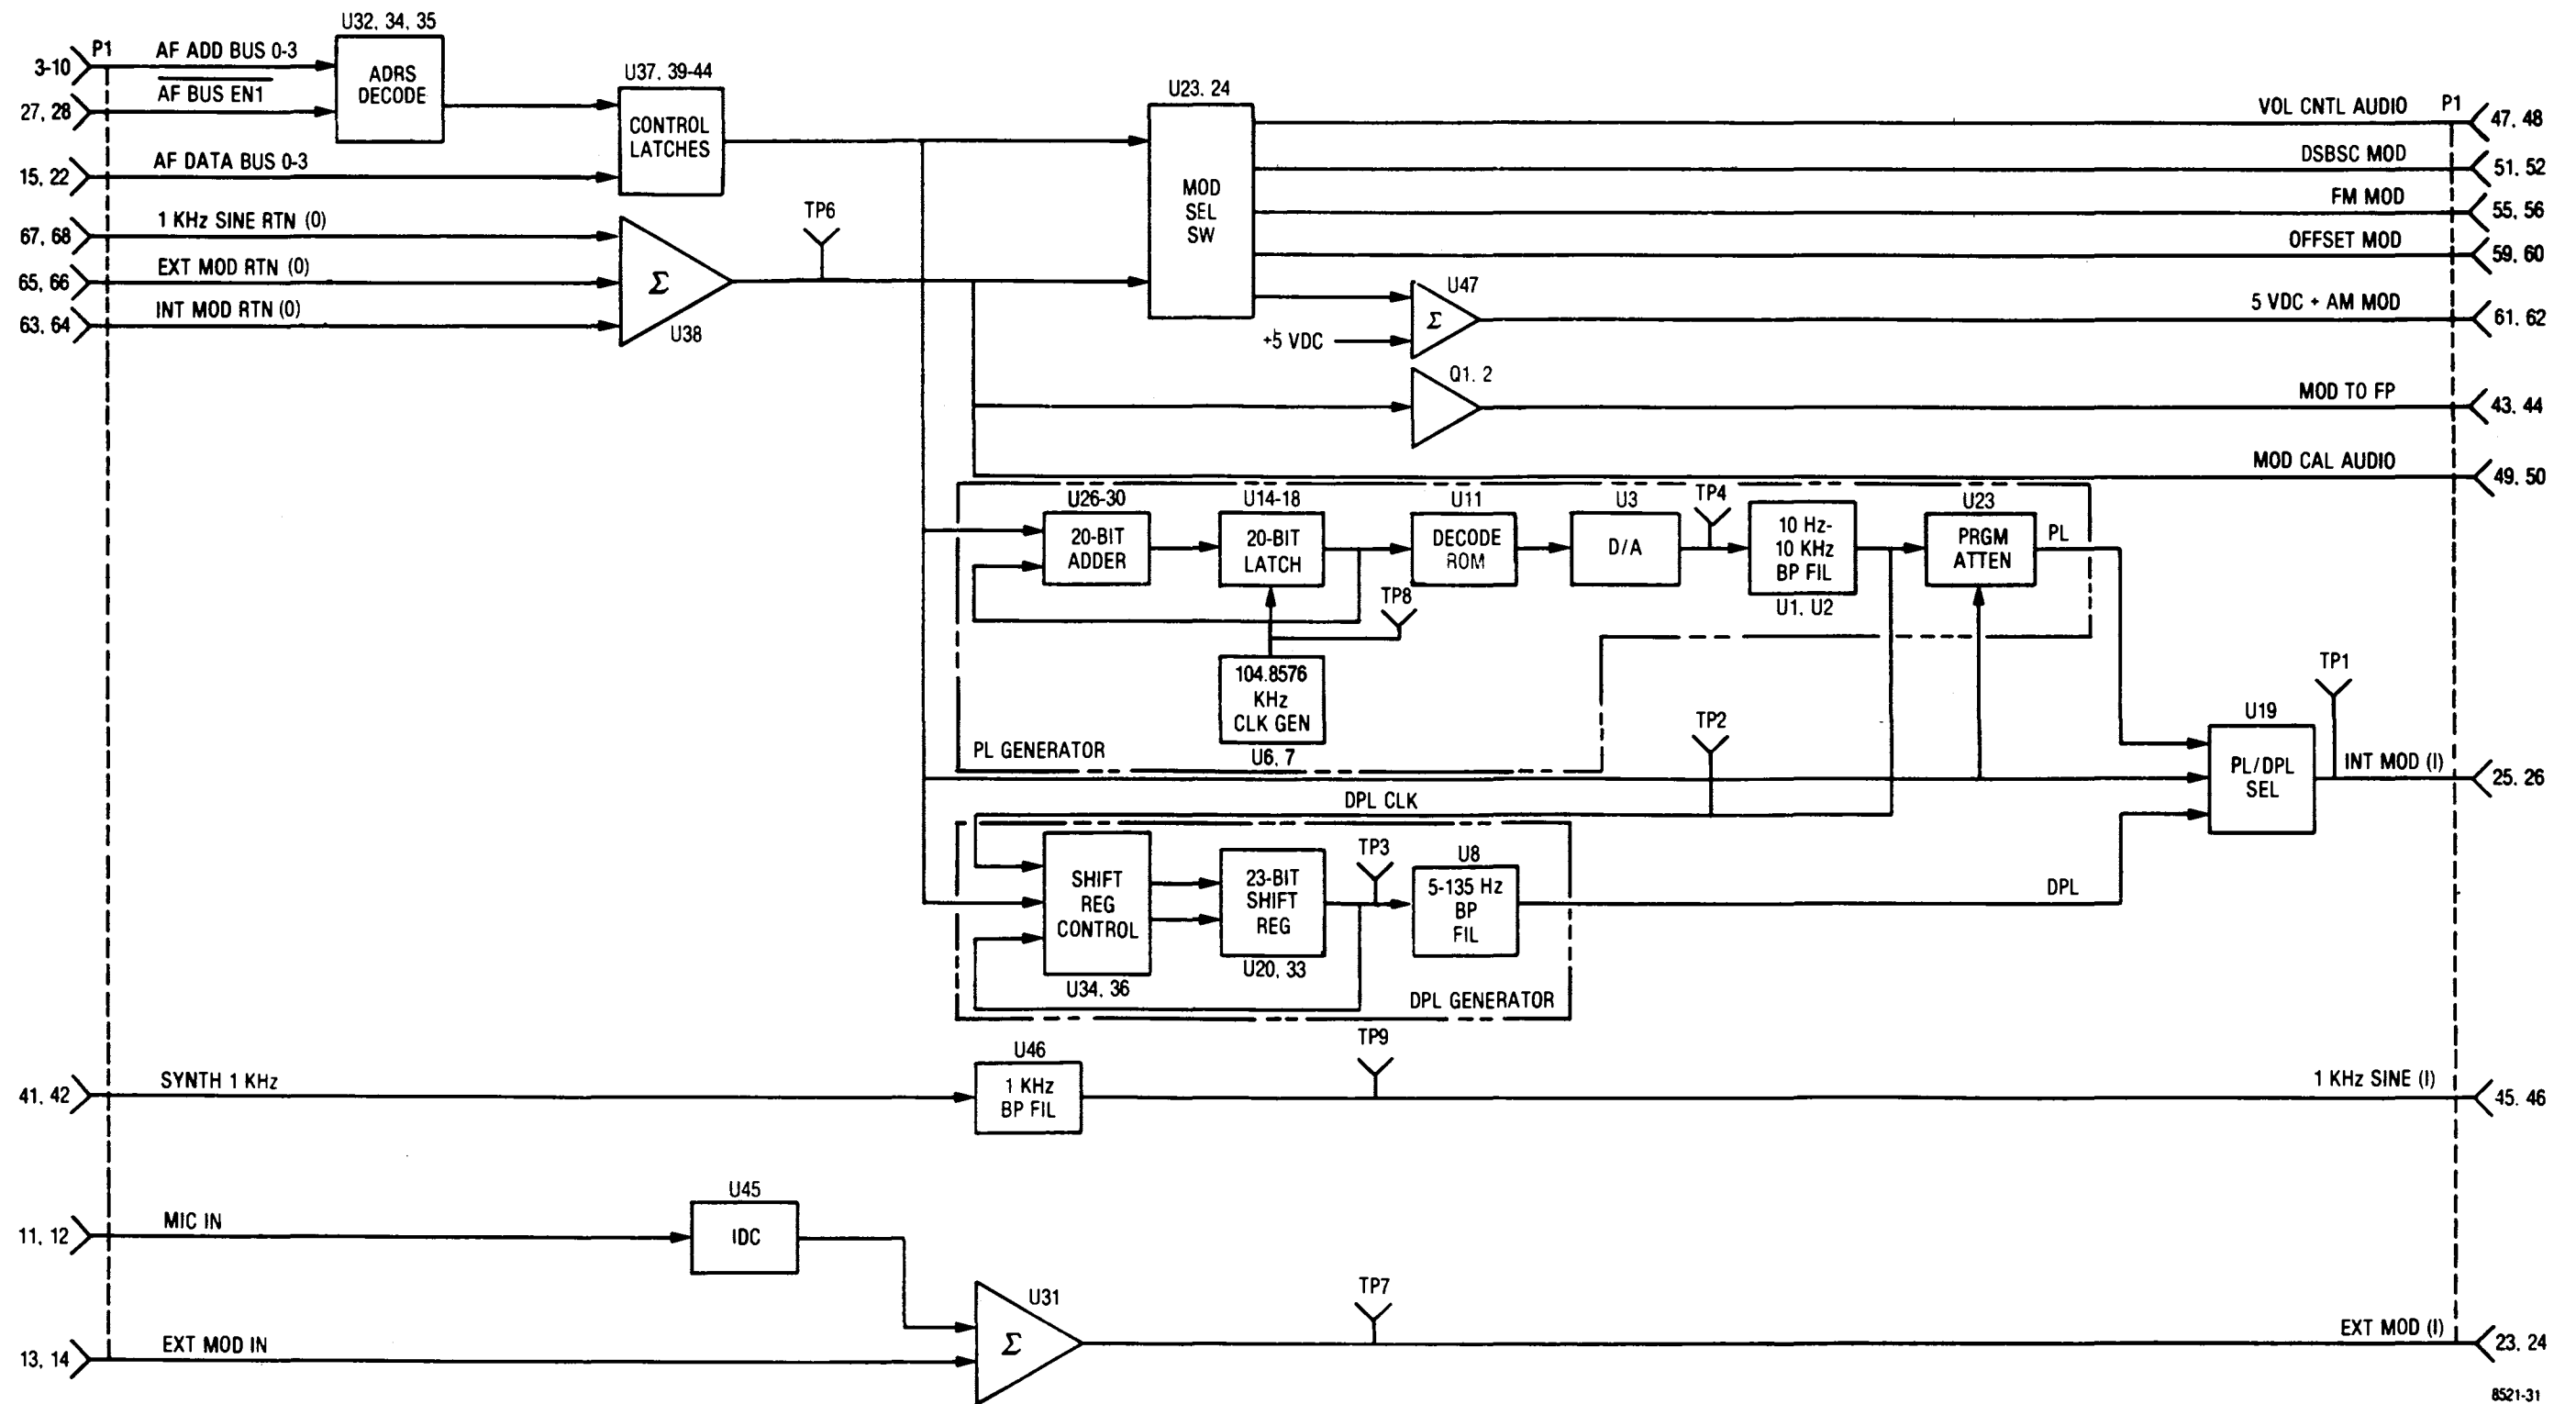 U32, 34, 35
P1
3-10
AF ADD BUS 0-3
ADRS
DECODE
27, 28
AF BUS EN1
U37, 39-44
CONTROL
LATCHES
15, 22
AF DATA BUS 0-3
67, 68
1 KHz SINE RTN (0)
65, 66
EXT MOD RTN (0)
63, 64
INT MOD RTN (0)
Σ
U38
TP6
U23, 24
MOD
SEL
SW
VOL CNTL AUDIO
P1
47, 48
DSBSC MOD
51, 52
FM MOD
55, 56
OFFSET MOD
59, 60
U47
Σ
+5 VDC
5 VDC + AM MOD
61, 62
Q1, 2
MOD TO FP
43, 44
MOD CAL AUDIO
49, 50
U26-30
20-BIT
ADDER
U14-18
20-BIT
LATCH
U11
DECODE
ROM
U3
D/A
TP4
10 Hz-
10 KHz
BP FIL
U1, U2
U23
PRGM
ATTEN
PL
TP8
104.8576
KHz
CLK GEN
U6, 7
PL GENERATOR
TP2
TP1
U19
PL/DPL
SEL
INT MOD (I)
25, 26
DPL CLK
SHIFT
REG
CONTROL
U34, 36
23-BIT
SHIFT
REG
U20, 33
TP3
U8
5-135 Hz
BP
FIL
DPL
DPL GENERATOR
TP9
U46
41, 42
SYNTH 1 KHz
1 KHz
BP FIL
1 KHz SINE (I)
45, 46
U45
11, 12
MIC IN
IDC
U31
Σ
TP7
13, 14
EXT MOD IN
EXT MOD (I)
23, 24
8521-31